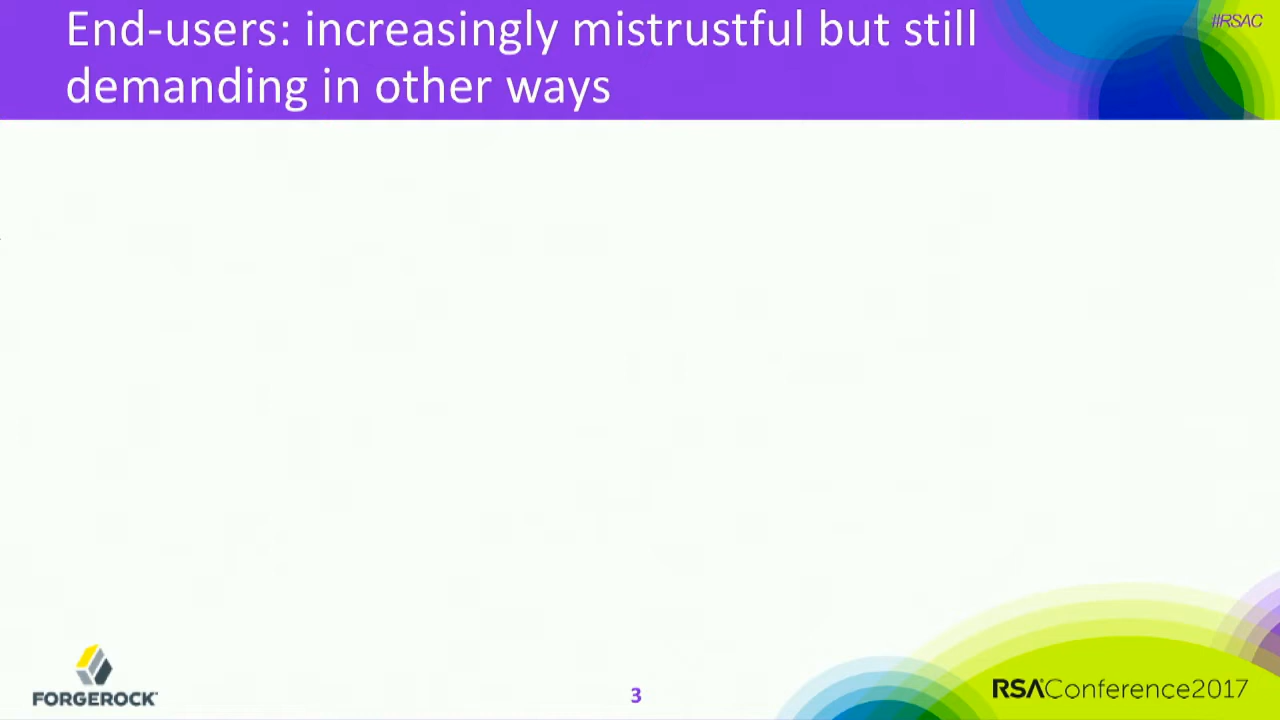 #RSAC
End-users: increasingly mistrustful but still
demanding in other ways
FORGEROCK
3
RSAConference2017